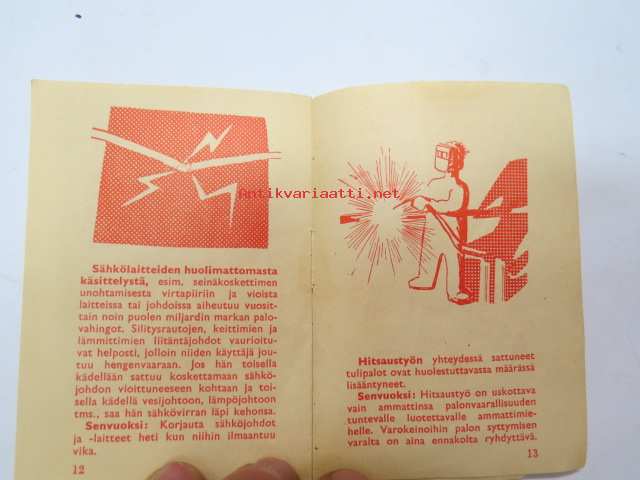 Sähkölaitteiden huolimattomasta
käsittelystä, esim. seinäkoskettimen
unohtamisesta virtapiiriin ja vioista
laitteissa tai johdoissa aiheutuu vuosit-
tain noin puolen miljardin markan palo-
vahingot. Silitysrautojen, keittimien ja
lämmittimien liitäntäjohdot vaurioitu-
vat helposti, jolloin niiden käyttäjä jou-
tuu hengenvaaraan. Jos hän toisella
kädellään sattuu koskettamaan sähkö-
johdon vioittuneeseen kohtaan ja toi-
sella kädellä vesijohtoon, lämpöjohtoon
tms., saa hän sähkövirran läpi kehonsa.
Senvuoksi: Korjauta sähköjohdot
ja -laitteet heti kun niihin ilmaantuu
vika.
12
Antikvariaatti.net
Hitsaustyön yhteydessä sattuneet
tulipalot ovat huolestuttavassa määrässä
lisääntyneet.
Senvuoksi: Hitsaustyö on uskottava
vain ammattinsa palonvaarallisuuden
tuntevalle luotettavalle ammattimie-
helle. Varokeinoihin palon syttymisen
varalta on aina ennakolta ryhdyttävä.
13